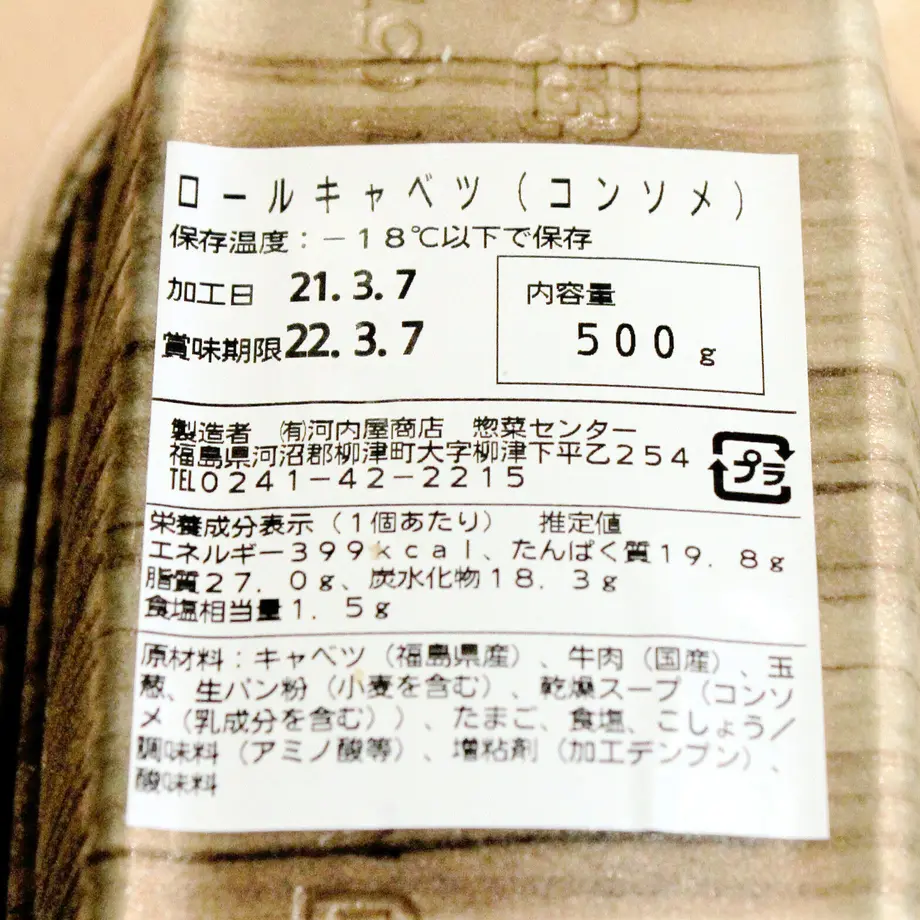 ロールキャベツ（コンソメ）
保存温度：－１８℃以下で保存
加工日 21.3.7
賞味期限 22.3.7
内容量
５００ｇ
製造者　㈲河内屋商店　惣菜センター
福島県河沼郡柳津町大字柳津下平乙２５４
TEL０２４１－４２－２２１５
プラ
栄養成分表示（１個あたり）　推定値
エネルギー３９９ｋｃａｌ、たんぱく質１９．８ｇ
脂質２７．０ｇ、炭水化物１８．３ｇ
食塩相当量１．５ｇ
原材料：キャベツ（福島県産）、牛肉（国産）、玉
葱、生パン粉（小麦を含む）、乾燥スープ（コンソ
メ（乳成分を含む））、たまご、食塩、こしょう／
調味料（アミノ酸等）、増粘剤（加工デンプン）、
酸味料